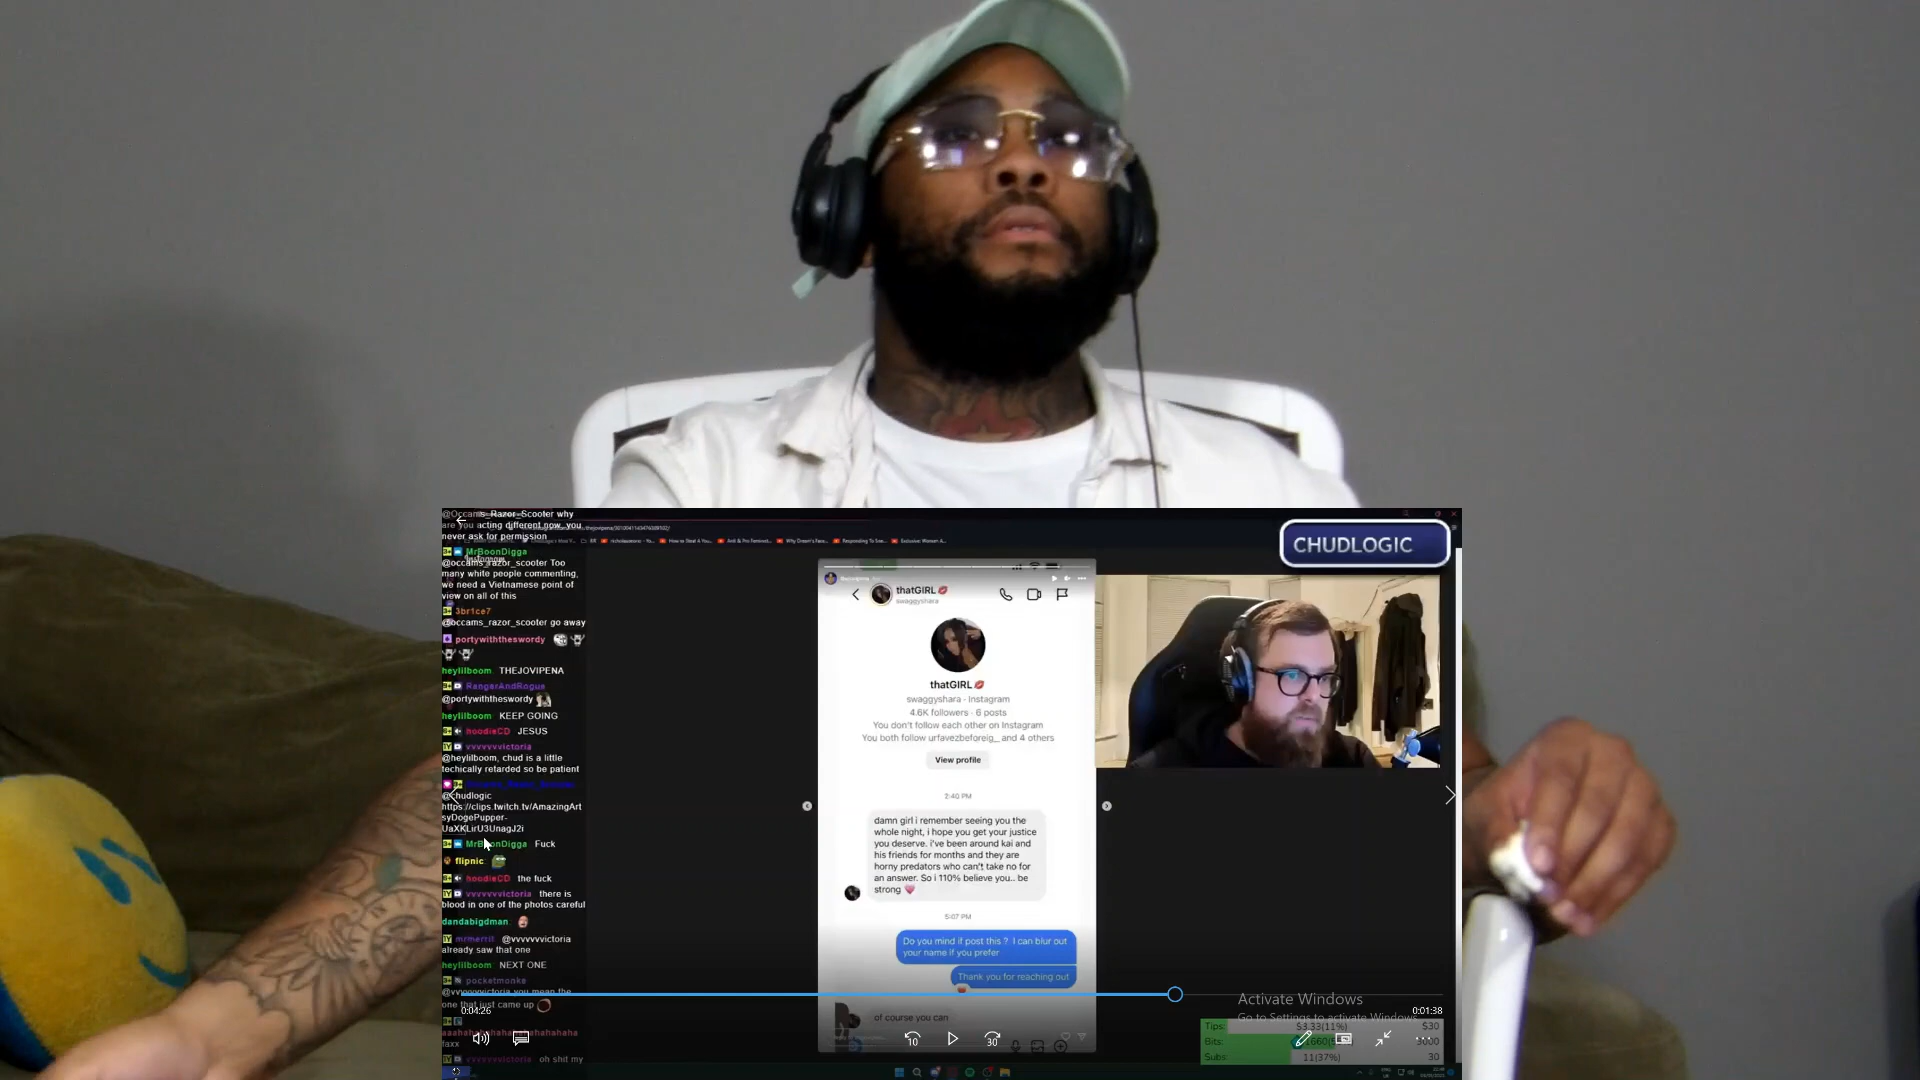 @Occams_Razor_Scooter why
are you acting different now, you
never ask for permission
MrBoonDigga
@occams_razor_scooter Too
many white people commenting,
we need a Vietnamese point of
view on all of this
3br1ce7
@occams_razor_scooter go away
portywiththeswordy
heylilboom THEJOVIPENA
RangarAndRogue
@portywiththeswordy
heylilboom KEEP GOING
hoodieCD JESUS
vvvvvvvictoria
@heylilboom, chud is a little
techically retarded so be patient
@chudlogic
https://clips.twitch.tv/AmazingArt
syDogePupper-
UaXKLirU3UnagJ2i
MrBoonDigga Fuck
flipnic
hoodieCD the fuck
vvvvvvvictoria there is
blood in one of the photos careful
dandabigdman
mrmerrit @vvvvvvvictoria
already saw that one
heylilboom NEXT ONE
pocketmonke
@vvvvvvvictoria you mean the
one that just came up
aaahahahahahahahahahaha
faxx
vvvvvvvictoria oh shit my
CHUDLOGIC
thatGIRL
swaggyshara
thatGIRL
swaggyshara · Instagram
4.6K followers · 6 posts
You don't follow each other on Instagram
You both follow urfavezbeforeig_ and 4 others
View profile
2:40 PM
damn girl i remember seeing you the
whole night, i hope you get your justice
you deserve. i've been around kai and
his friends for months and they are
horny predators who can't take no for
an answer. So i 110% believe you.. be
strong
5:07 PM
Do you mind if post this ? I can blur out
your name if you prefer
Thank you for reaching out
of course you can
0:04:26
0:01:38
10
30
Activate Windows
Go to Settings to activate Windows.
Tips: $3.33(11%) $30
Bits:
Subs: 11(37%) 30